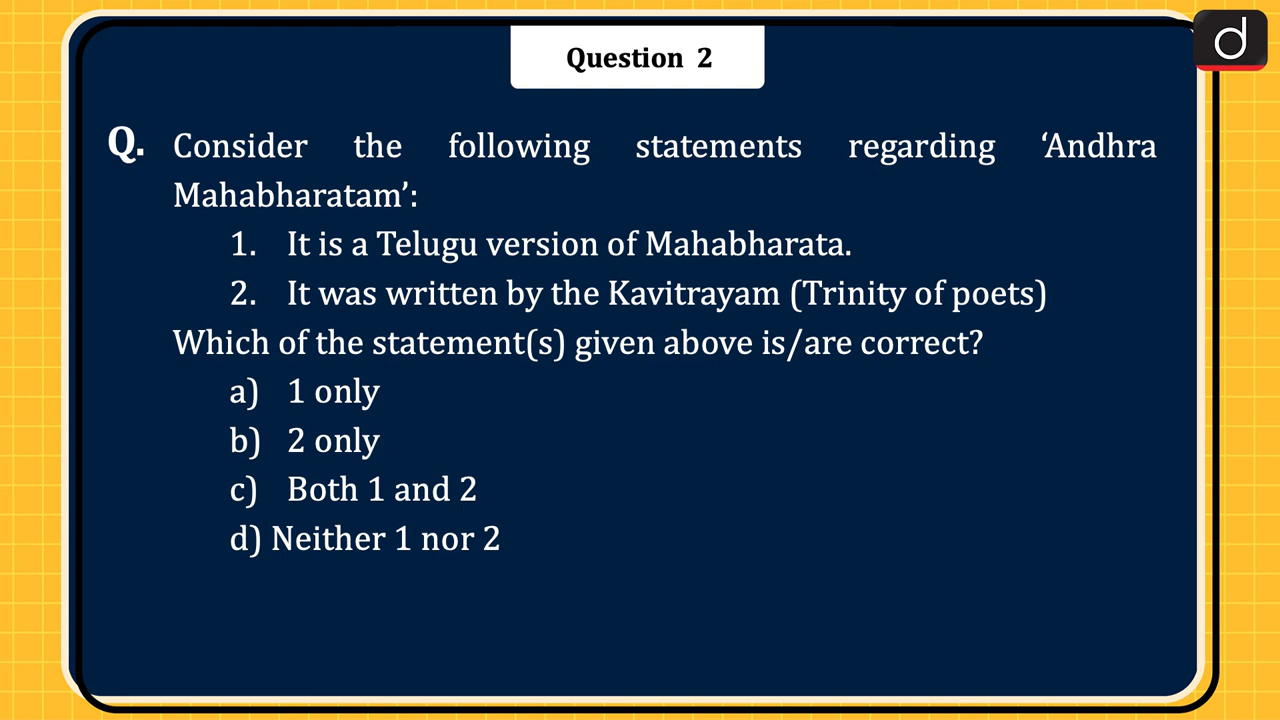 Question 2
d
Q. Consider the following statements regarding ‘Andhra
Mahabharatam’:
1. It is a Telugu version of Mahabharata.
2. It was written by the Kavitrayam (Trinity of poets)
Which of the statement(s) given above is/are correct?
a) 1 only
b) 2 only
c) Both 1 and 2
d) Neither 1 nor 2